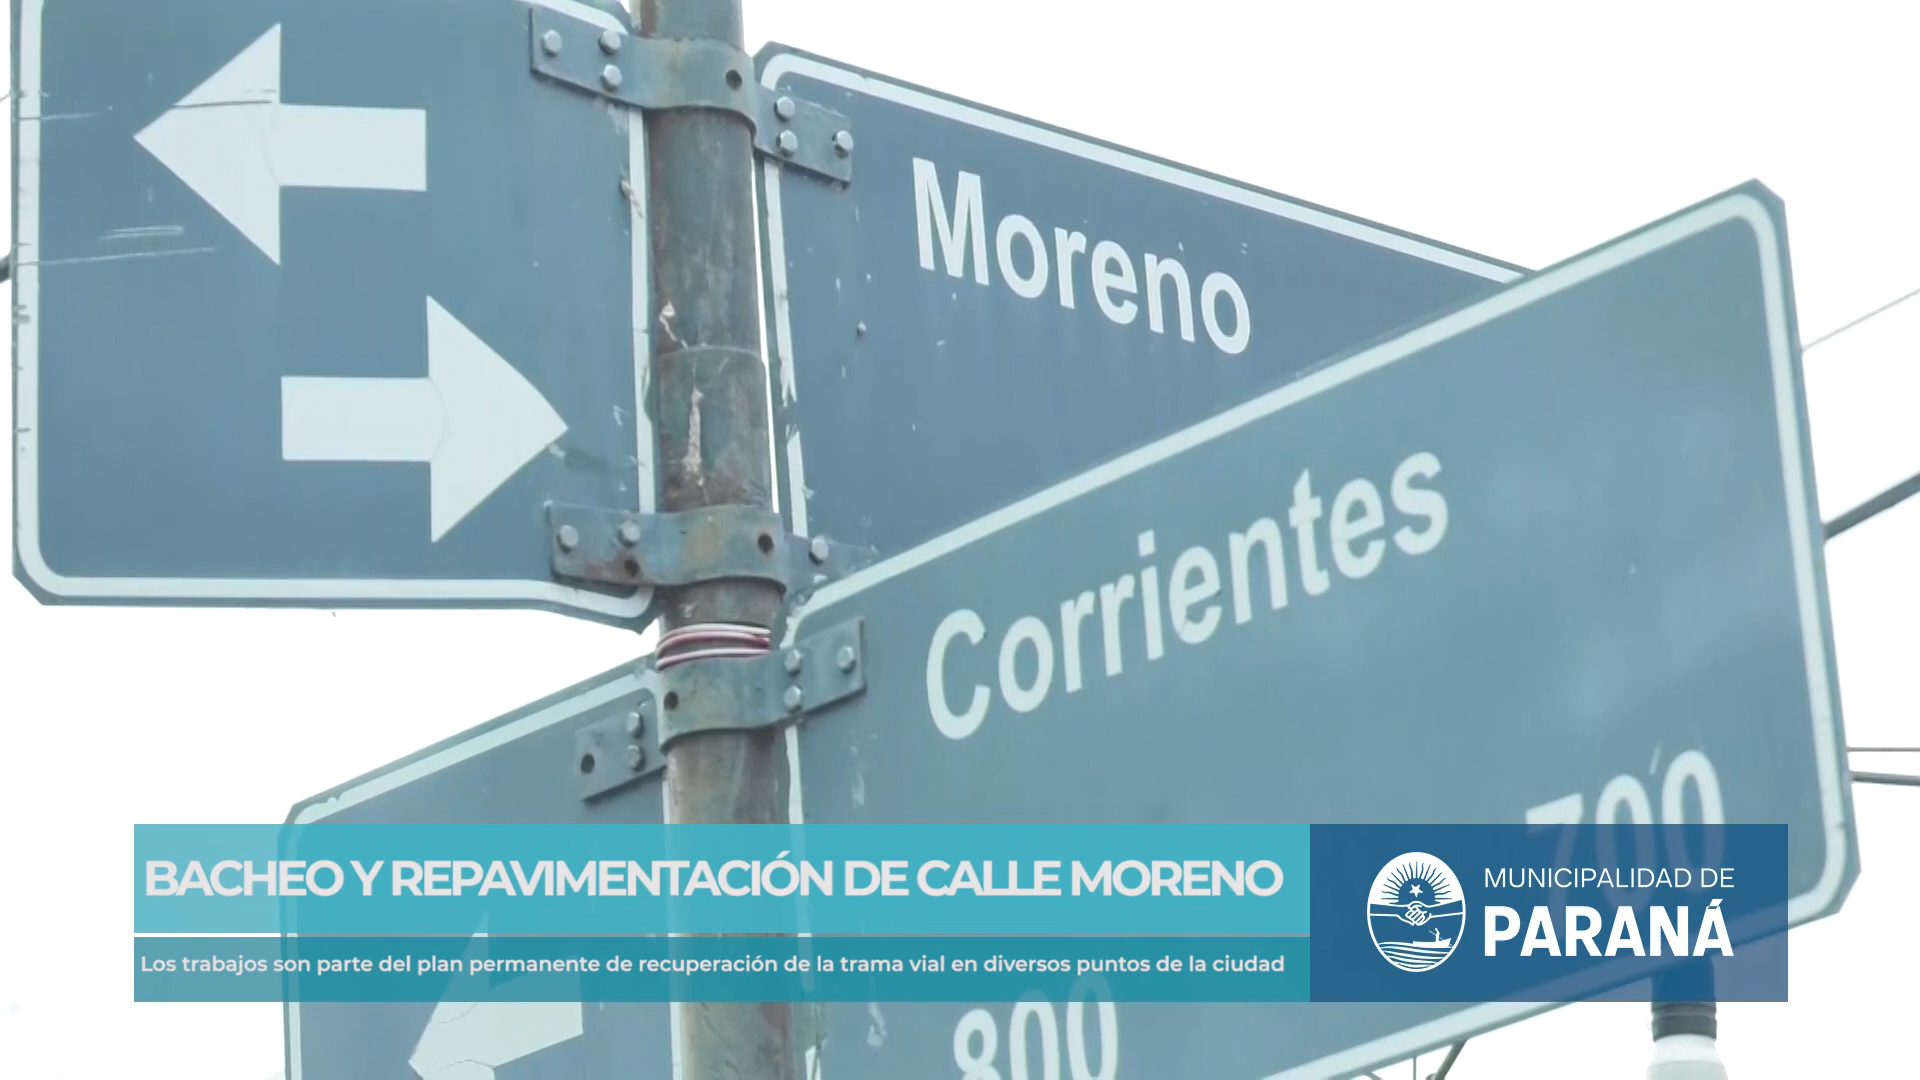 Moreno
Corrientes
700
800
BACHEO Y REPAVIMENTACIÓN DE CALLE MORENO
Los trabajos son parte del plan permanente de recuperación de la trama vial en diversos puntos de la ciudad
MUNICIPALIDAD DE
PARANÁ